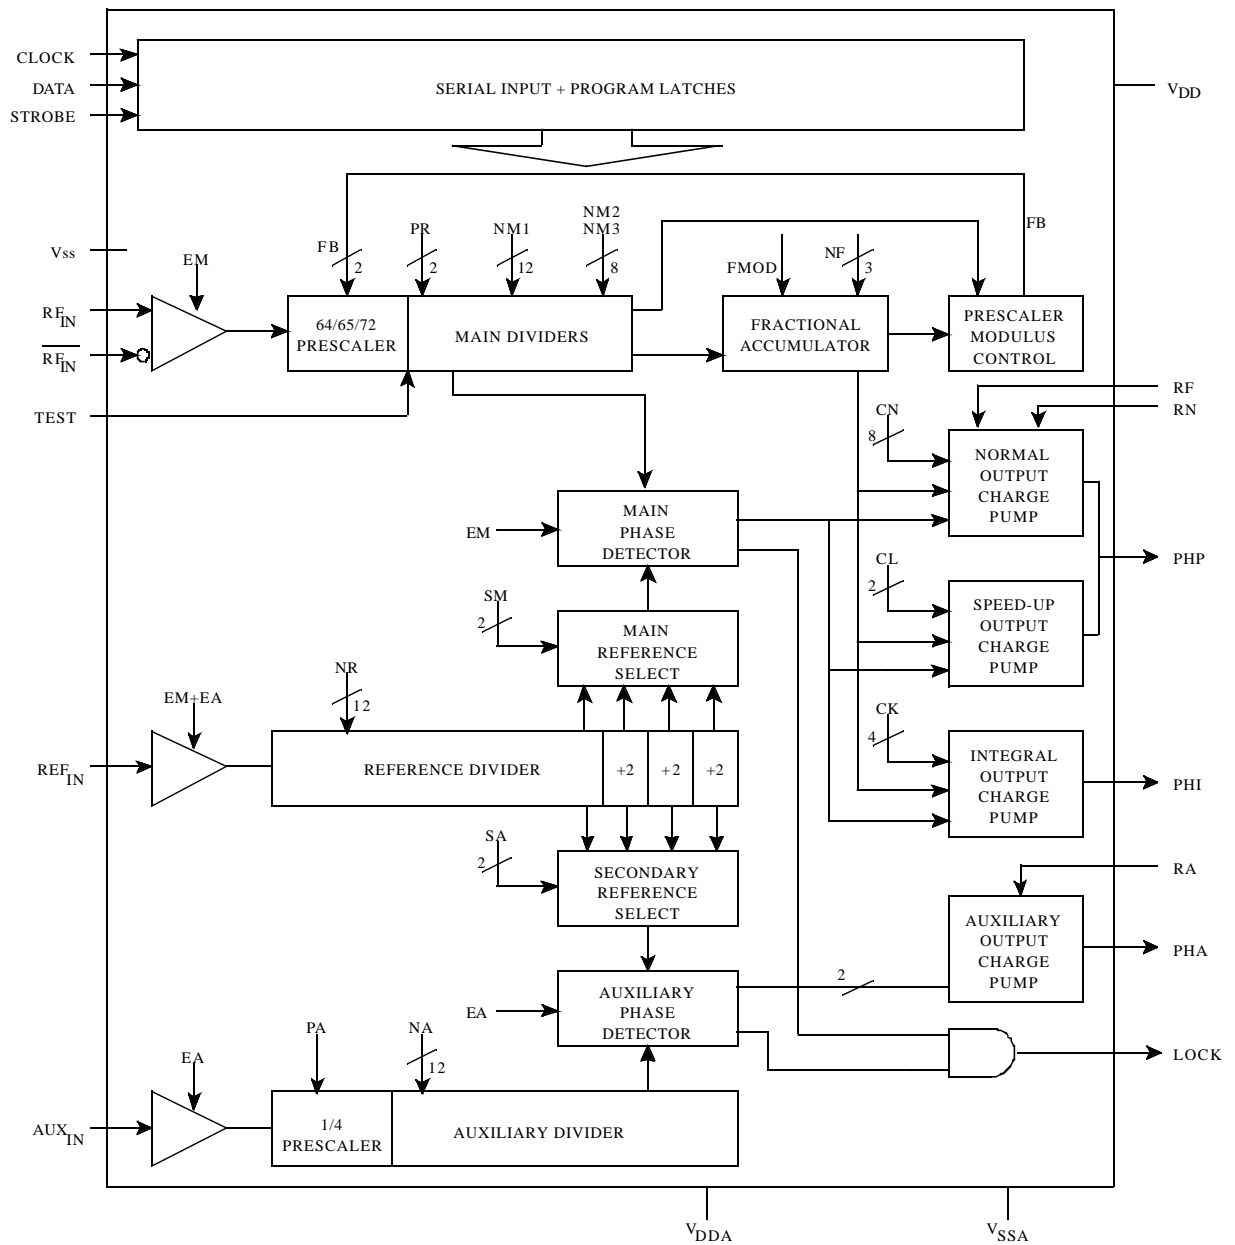 CLOCK
DATA
STROBE
SERIAL INPUT + PROGRAM LATCHES
VDD
Vss
EM
FB
2
PR
2
NM1
12
NM2
NM3
8
FMOD
NF
3
FB
RFIN
RFIN
64/65/72
PRESCALER
MAIN DIVIDERS
FRACTIONAL
ACCUMULATOR
PRESCALER
MODULUS
CONTROL
TEST
RF
RN
CN
8
NORMAL
OUTPUT
CHARGE
PUMP
EM
MAIN
PHASE
DETECTOR
PHP
CL
2
SPEED-UP
OUTPUT
CHARGE
PUMP
SM
2
MAIN
REFERENCE
SELECT
EM+EA
NR
12
REFIN
REFERENCE DIVIDER
+2
+2
+2
CK
4
INTEGRAL
OUTPUT
CHARGE
PUMP
PHI
SA
2
SECONDARY
REFERENCE
SELECT
RA
AUXILIARY
OUTPUT
CHARGE
PUMP
PHA
2
EA
AUXILIARY
PHASE
DETECTOR
LOCK
EA
PA
NA
12
AUXIN
1/4
PRESCALER
AUXILIARY DIVIDER
VDDA
VSSA